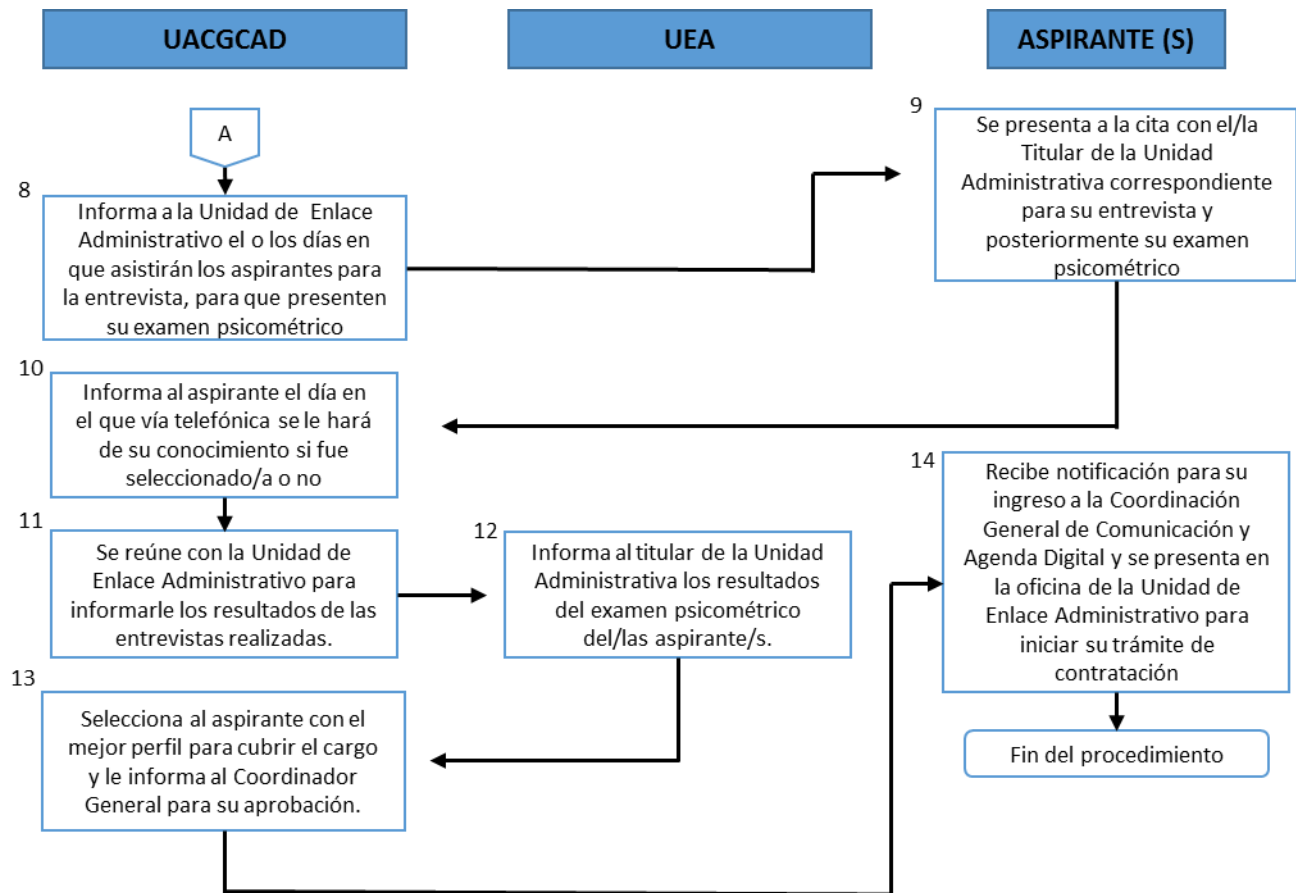 UACGCAD
UEA
ASPIRANTE (S)
A
8
Informa a la Unidad de Enlace
Administrativo el o los días en
que asistirán los aspirantes para
la entrevista, para que presenten
su examen psicométrico
9
Se presenta a la cita con el/la
Titular de la Unidad
Administrativa correspondiente
para su entrevista y
posteriormente su examen
psicométrico
10
Informa al aspirante el día en
el que vía telefónica se le hará
de su conocimiento si fue
seleccionado/a o no
11
Se reúne con la Unidad de
Enlace Administrativo para
informarle los resultados de las
entrevistas realizadas.
12
Informa al titular de la Unidad
Administrativa los resultados
del examen psicométrico
del/las aspirante/s.
13
Selecciona al aspirante con el
mejor perfil para cubrir el cargo
y le informa al Coordinador
General para su aprobación.
14
Recibe notificación para su
ingreso a la Coordinación
General de Comunicación y
Agenda Digital y se presenta en
la oficina de la Unidad de
Enlace Administrativo para
iniciar su trámite de
contratación
Fin del procedimiento